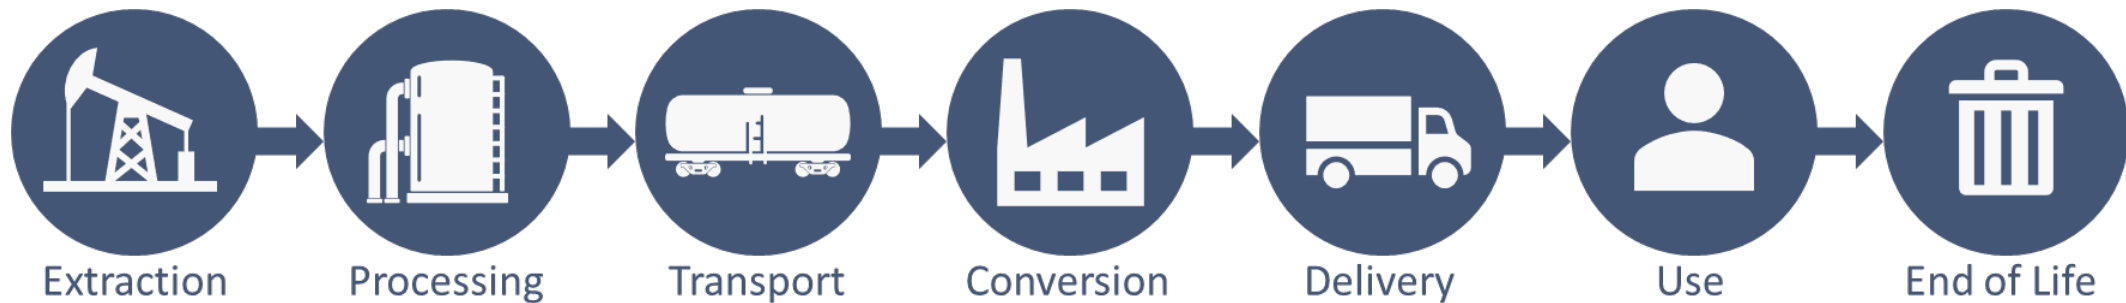 Extraction
Processing
Transport
Conversion
Delivery
Use
End of Life